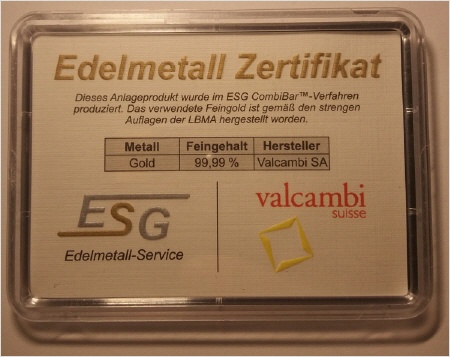 Edelmetall Zertifikat
Dieses Anlageprodukt wurde im ESG CombiBar™-Verfahren
produziert. Das verwendete Feingold ist gemäß den strengen
Auflagen der LBMA hergestellt worden.
Metall Feingehalt Hersteller
Gold 99,99 % Valcambi SA
ESG
Edelmetall-Service
valcambi
suisse